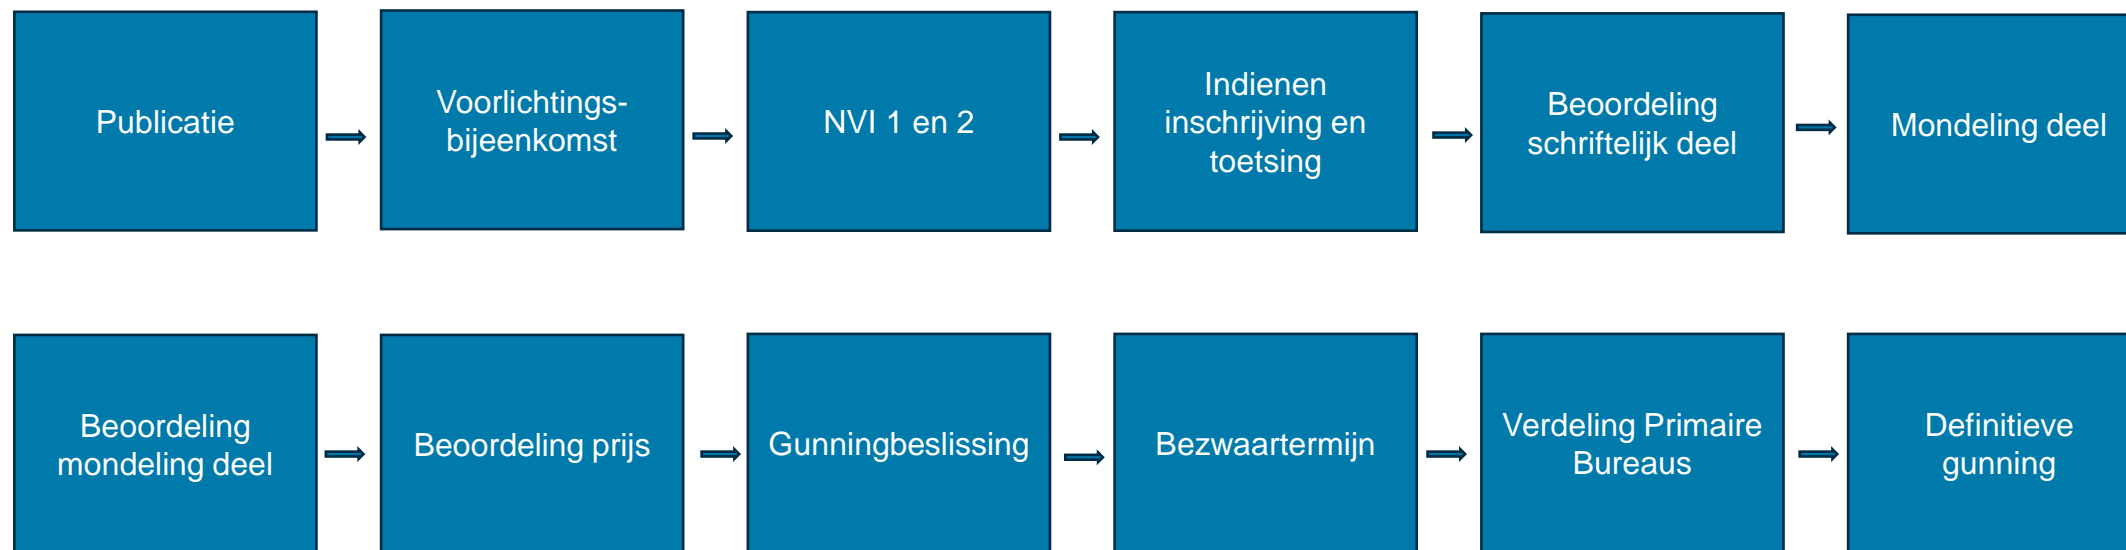 Publicatie
Voorlichtings-
bijeenkomst
NVI 1 en 2
Indienen
inschrijving en
toetsing
Beoordeling
schriftelijk deel
Mondeling deel
Beoordeling
mondeling deel
Beoordeling prijs
Gunningbeslissing
Bezwaartermijn
Verdeling Primaire
Bureaus
Definitieve
gunning